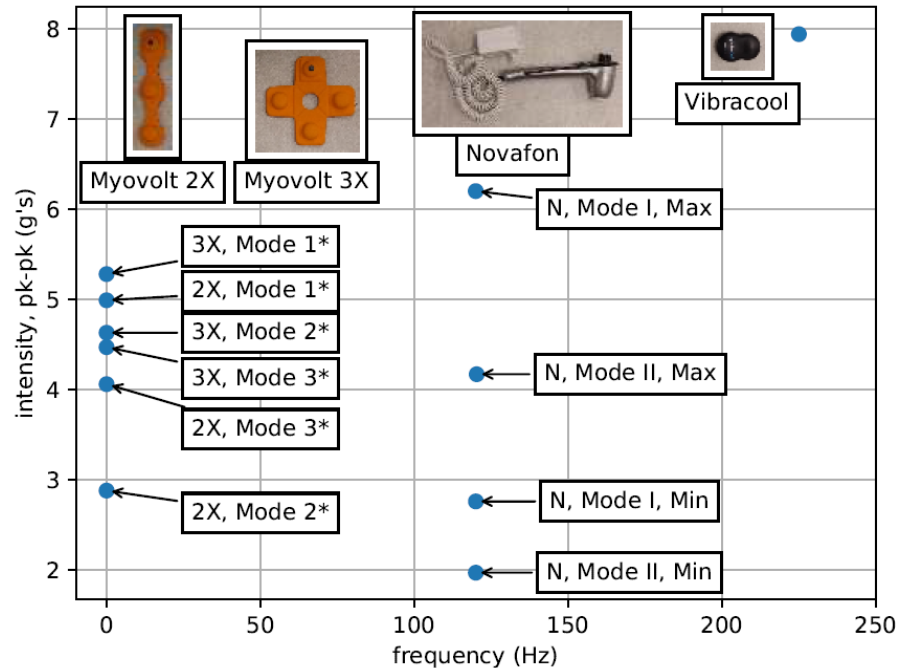 8
7
6
5
4
3
2
intensity, pk-pk (g's)
Myovolt 2X
Myovolt 3X
Novafon
Vibracool
N, Mode I, Max
3X, Mode 1*
2X, Mode 1*
3X, Mode 2*
3X, Mode 3*
N, Mode II, Max
2X, Mode 3*
2X, Mode 2*
N, Mode I, Min
N, Mode II, Min
0
50
100
150
200
250
frequency (Hz)